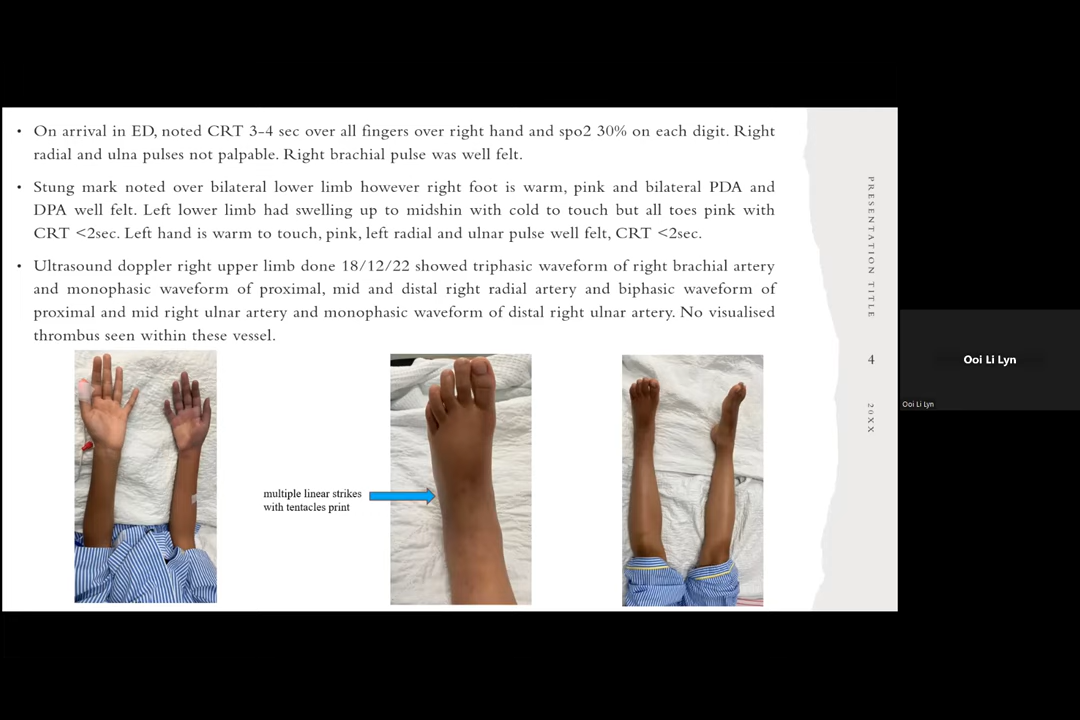 • On arrival in ED, noted CRT 3-4 sec over all fingers over right hand and spo2 30% on each digit. Right
radial and ulna pulses not palpable. Right brachial pulse was well felt.
• Stung mark noted over bilateral lower limb however right foot is warm, pink and bilateral PDA and
DPA well felt. Left lower limb had swelling up to midshin with cold to touch but all toes pink with
CRT <2sec. Left hand is warm to touch, pink, left radial and ulnar pulse well felt, CRT <2sec.
• Ultrasound doppler right upper limb done 18/12/22 showed triphasic waveform of right brachial artery
and monophasic waveform of proximal, mid and distal right radial artery and biphasic waveform of
proximal and mid right ulnar artery and monophasic waveform of distal right ulnar artery. No visualised
thrombus seen within these vessel.
multiple linear strikes
with tentacles print
PRESENTATION TITLE
4
20XX
Ooi Li Lyn
Ooi Li Lyn